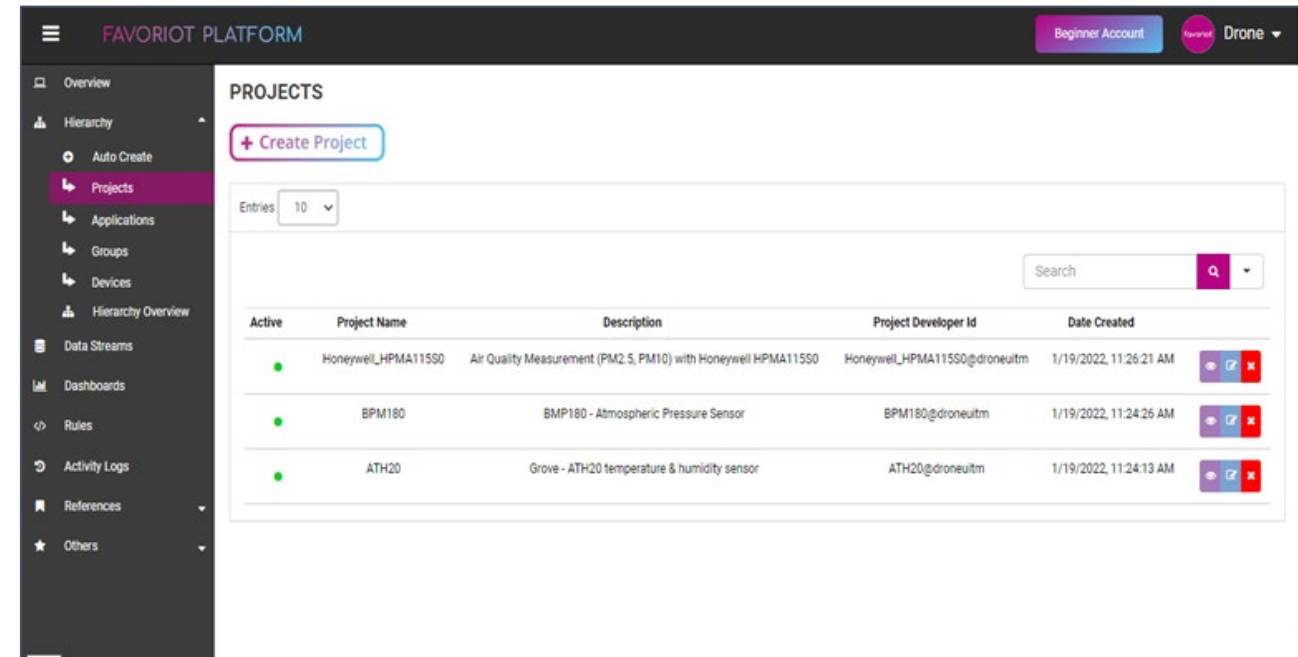 FAVORIOT PLATFORM
Beginner Account
favoriot
Drone
Overview
Hierarchy
Auto Create
Projects
Applications
Groups
Devices
Hierarchy Overview
Data Streams
Dashboards
Rules
Activity Logs
References
Others
PROJECTS
+ Create Project
Entries 10
Search
Active Project Name Description Project Developer Id Date Created
Honeywell_HPMA115S0 Air Quality Measurement (PM2.5, PM10) with Honeywell HPMA115S0 Honeywell_HPMA115S0@droneuitm 1/19/2022, 11:26:21 AM
BPM180 BMP180 - Atmospheric Pressure Sensor BPM180@droneuitm 1/19/2022, 11:24:26 AM
ATH20 Grove - ATH20 temperature & humidity sensor ATH20@droneuitm 1/19/2022, 11:24:13 AM